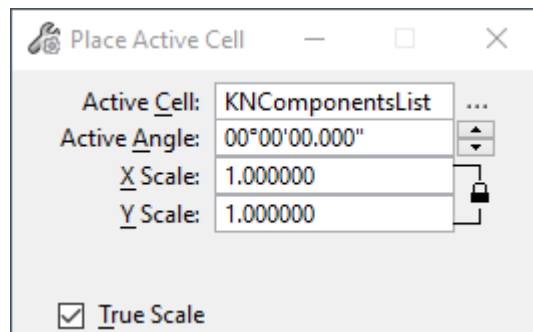 Place Active Cell
Active Cell: KNComponentsList ...
Active Angle: 00°00'00.000"
X Scale: 1.000000
Y Scale: 1.000000
True Scale